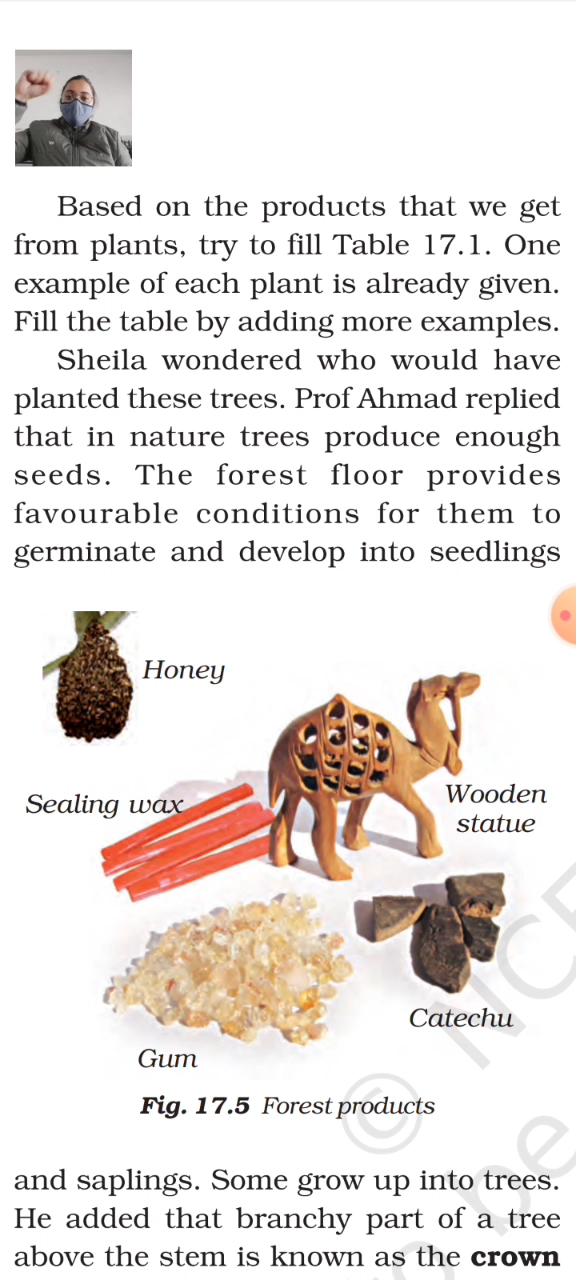 Based on the products that we get
from plants, try to fill Table 17.1. One
example of each plant is already given.
Fill the table by adding more examples.
Sheila wondered who would have
planted these trees. Prof Ahmad replied
that in nature trees produce enough
seeds. The forest floor provides
favourable conditions for them to
germinate and develop into seedlings
Honey
Sealing wax
Wooden
statue
Catechu
Gum
Fig. 17.5 Forest products
and saplings. Some grow up into trees.
He added that branchy part of a tree
above the stem is known as the crown
© NCE
be